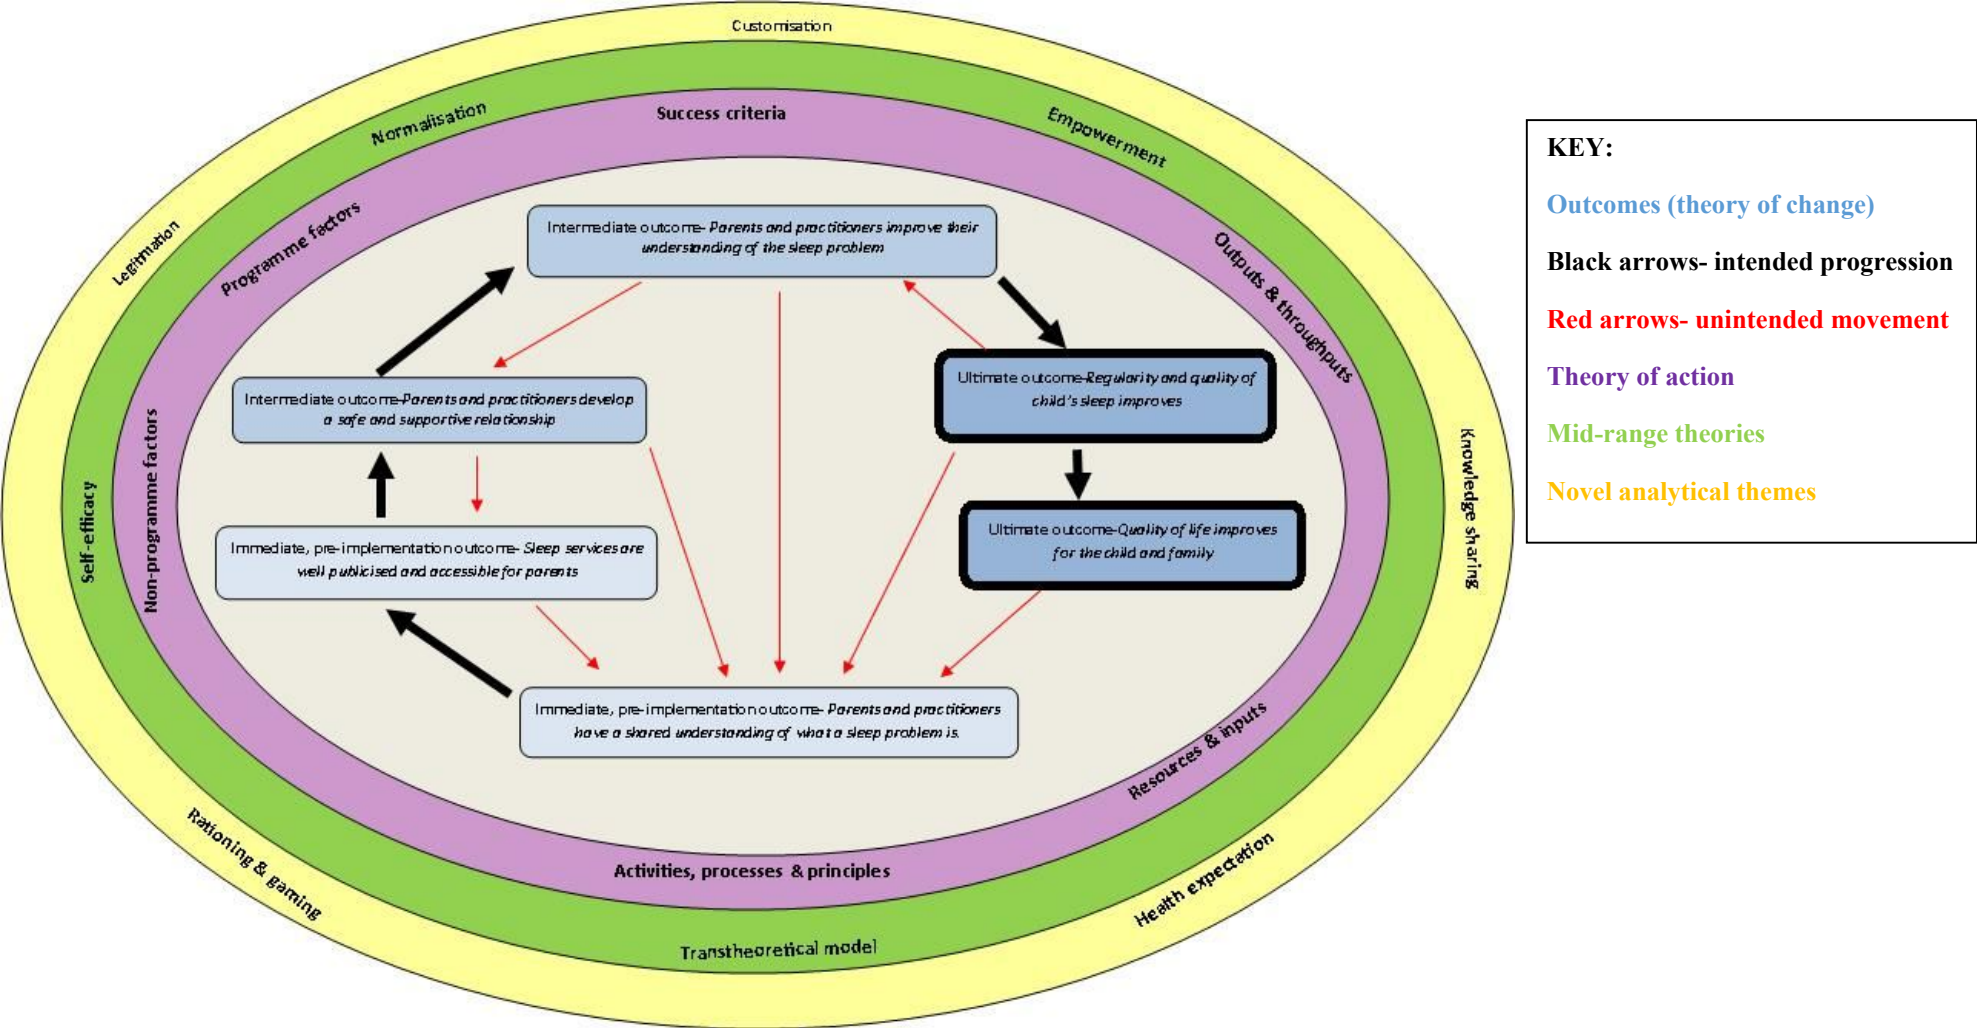 Customisation
Normalisation
Empowerment
Success criteria
Legitmation
Programme factors
Outputs & throughputs
Intermediate outcome- Parents and practitioners improve their
understanding of the sleep problem
Intermediate outcome-Parents and practitioners develop
a safe and supportive relationship
Ultimate outcome-Regularity and quality of
child's sleep improves
Self-efficacy
Non-programme factors
Knowledge sharing
Immediate, pre-implementation outcome- Sleep services are
well publicised and accessible for parents
Ultimate outcome-Quality of life improves
for the child and family
Immediate, pre-implementation outcome- Parents and practitioners
have a shared understanding of what a sleep problem is.
Resources & inputs
Rationing & gaming
Activities, processes & principles
Health expectation
Transtheoretical model
KEY:
Outcomes (theory of change)
Black arrows- intended progression
Red arrows- unintended movement
Theory of action
Mid-range theories
Novel analytical themes